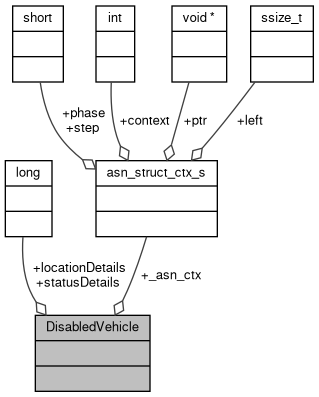 short
int
void *
ssize_t
+phase
+step
+context
+ptr
+left
long
asn_struct_ctx_s
+locationDetails
+statusDetails
+_asn_ctx
DisabledVehicle